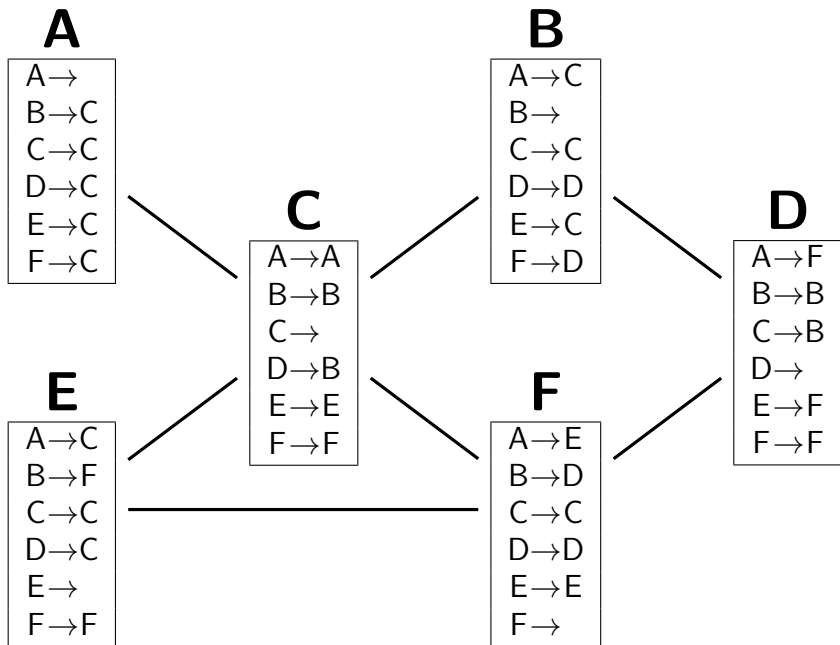 A
A→
B→C
C→C
D→C
E→C
F→C
B
A→C
B→
C→C
D→D
E→C
F→D
C
A→A
B→B
C→
D→B
E→E
F→F
D
A→F
B→B
C→B
D→
E→F
F→F
E
A→C
B→F
C→C
D→C
E→
F→F
F
A→E
B→D
C→C
D→D
E→E
F→